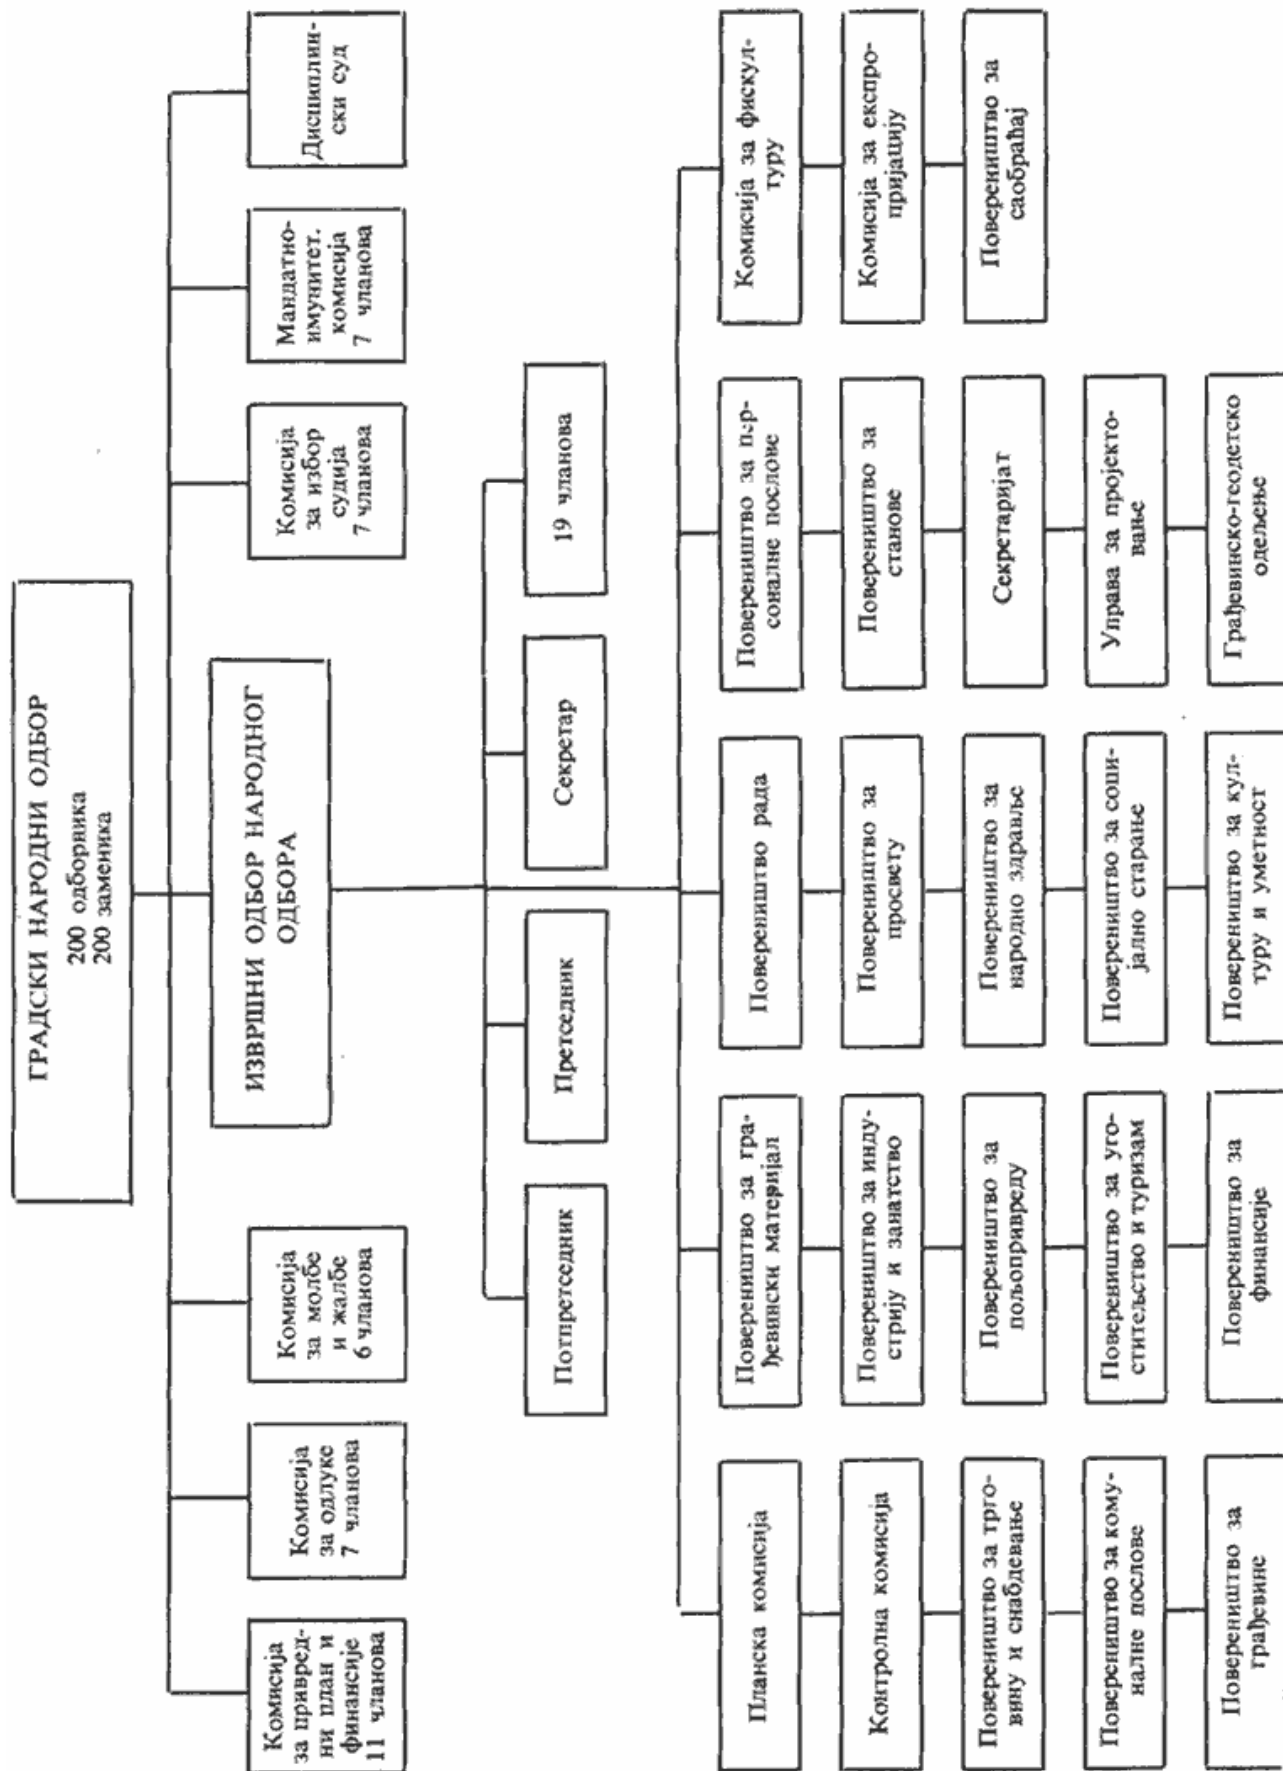 ГРАДСКИ НАРОДНИ ОДБОР
200 одборника
200 заменика
Комисија
за привред-
ни план и
финансије
11 чланова
Комисија
за одлуке
7 чланова
Комисија
за молбе
и жалбе
6 чланова
ИЗВРШНИ ОДБОР НАРОДНОГ
ОДБОРА
Комисија
за избор
судија
7 чланова
Мандатно-
имунитет.
комисија
7 чланова
Дисциплин-
ски суд
Потпретседник
Претседник
Секретар
19 чланова
Планска комисија
Контролна комисија
Повереништво за трго-
вину и снабдевање
Повереништво за кому-
налне послове
Повереништво за
грађевине
Повереништво за гра-
ђевински материјал
Повереништво за инду-
стрију и занатство
Повереништво за
пољопривреду
Повереништво за уго-
ститељство и туризам
Повереништво за
финансије
Повереништво рада
Повереништво за
просвету
Повереништво за
народно здравље
Повереништво за соци-
јално старање
Повереништво за кул-
туру и уметност
Повереништво за пер-
соналне послове
Повереништво за
станове
Секретаријат
Управа за пројекто-
вање
Грађевинско-геодетско
одељење
Комисија за фискул-
туру
Комисија за експро-
пријацију
Повереништво за
саобраћај